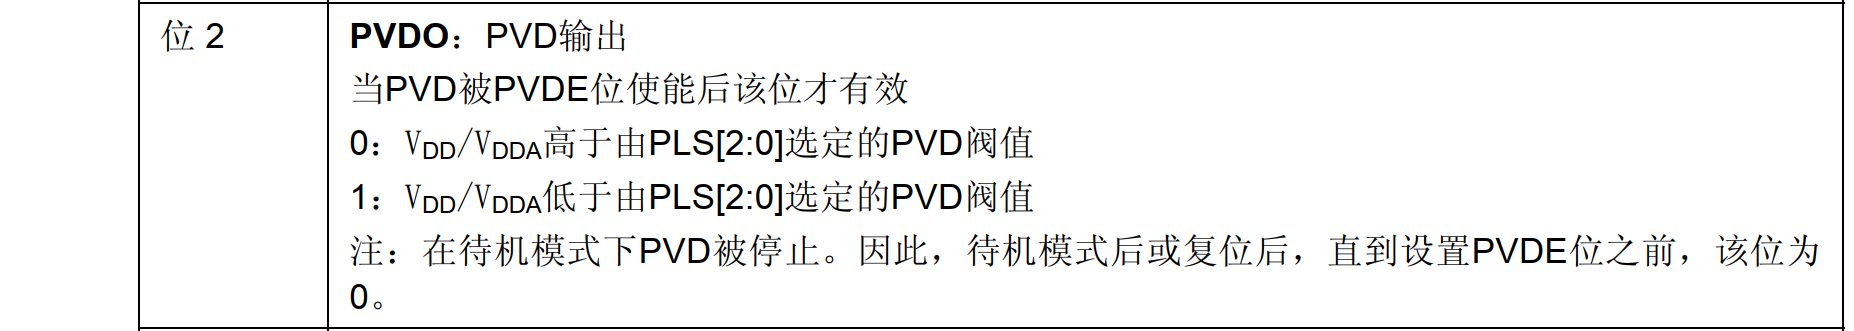 位 2
PVDO：PVD输出
当PVD被PVDE位使能后该位才有效
0：VDD/VDDA高于由PLS[2:0]选定的PVD阀值
1：VDD/VDDA低于由PLS[2:0]选定的PVD阀值
注：在待机模式下PVD被停止。因此，待机模式后或复位后，直到设置PVDE位之前，该位为
0。